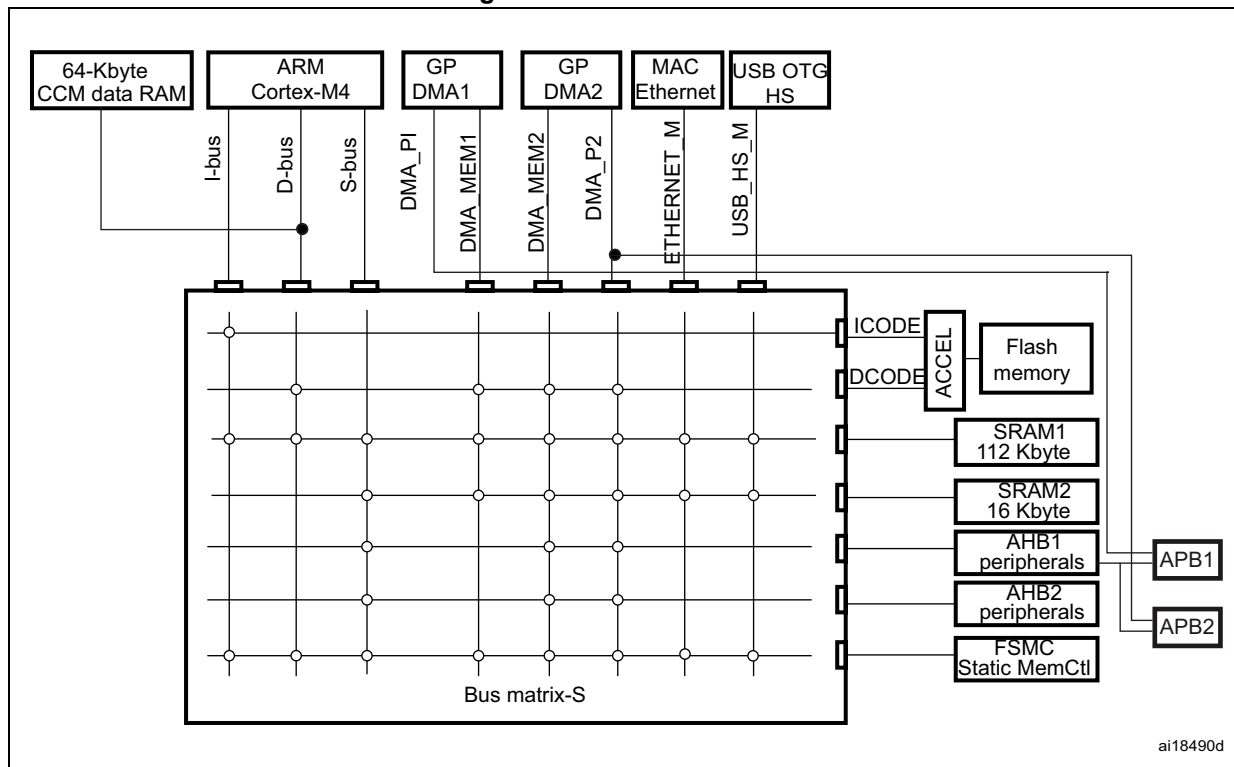 64-Kbyte
CCM data RAM
ARM
Cortex-M4
GP
DMA1
GP
DMA2
MAC
Ethernet
USB OTG
HS
I-bus
D-bus
S-bus
DMA_PI
DMA_MEM1
DMA_MEM2
DMA_P2
ETHERNET_M
USB_HS_M
ICODE
DCODE
ACCEL
Flash
memory
SRAM1
112 Kbyte
SRAM2
16 Kbyte
AHB1
peripherals
AHB2
peripherals
FSMC
Static MemCtl
APB1
APB2
Bus matrix-S
ai18490d